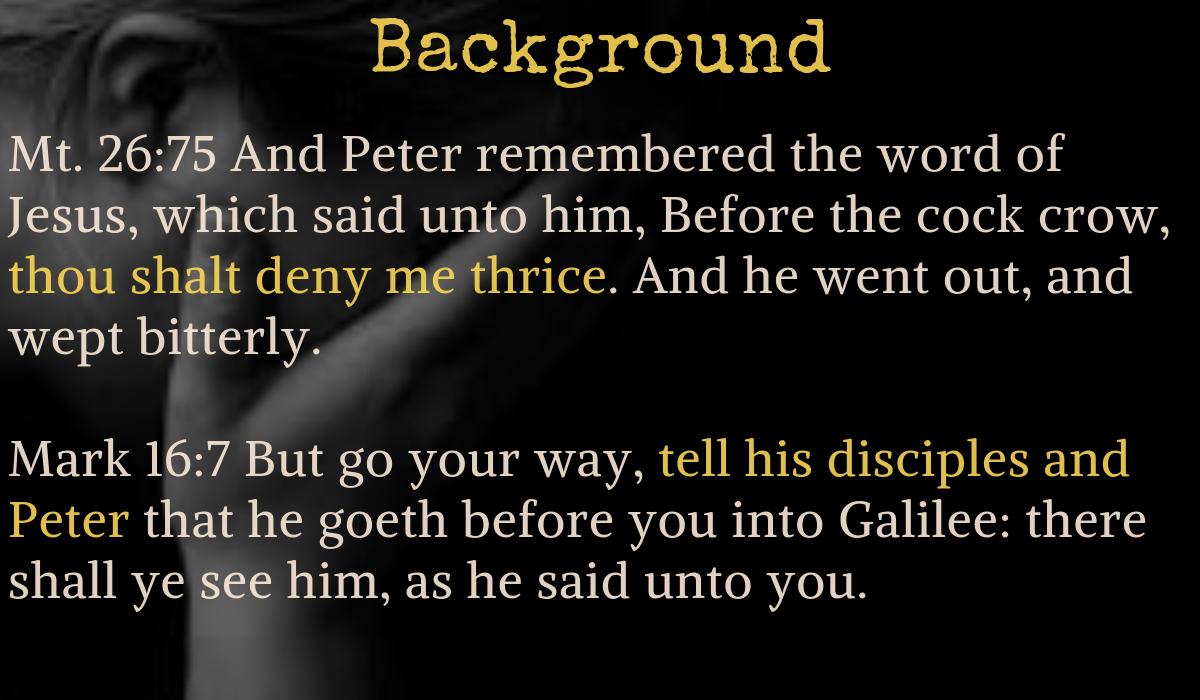 Background
Mt. 26:75 And Peter remembered the word of
Jesus, which said unto him, Before the cock crow,
thou shalt deny me thrice. And he went out, and
wept bitterly.
Mark 16:7 But go your way, tell his disciples and
Peter that he goeth before you into Galilee: there
shall ye see him, as he said unto you.